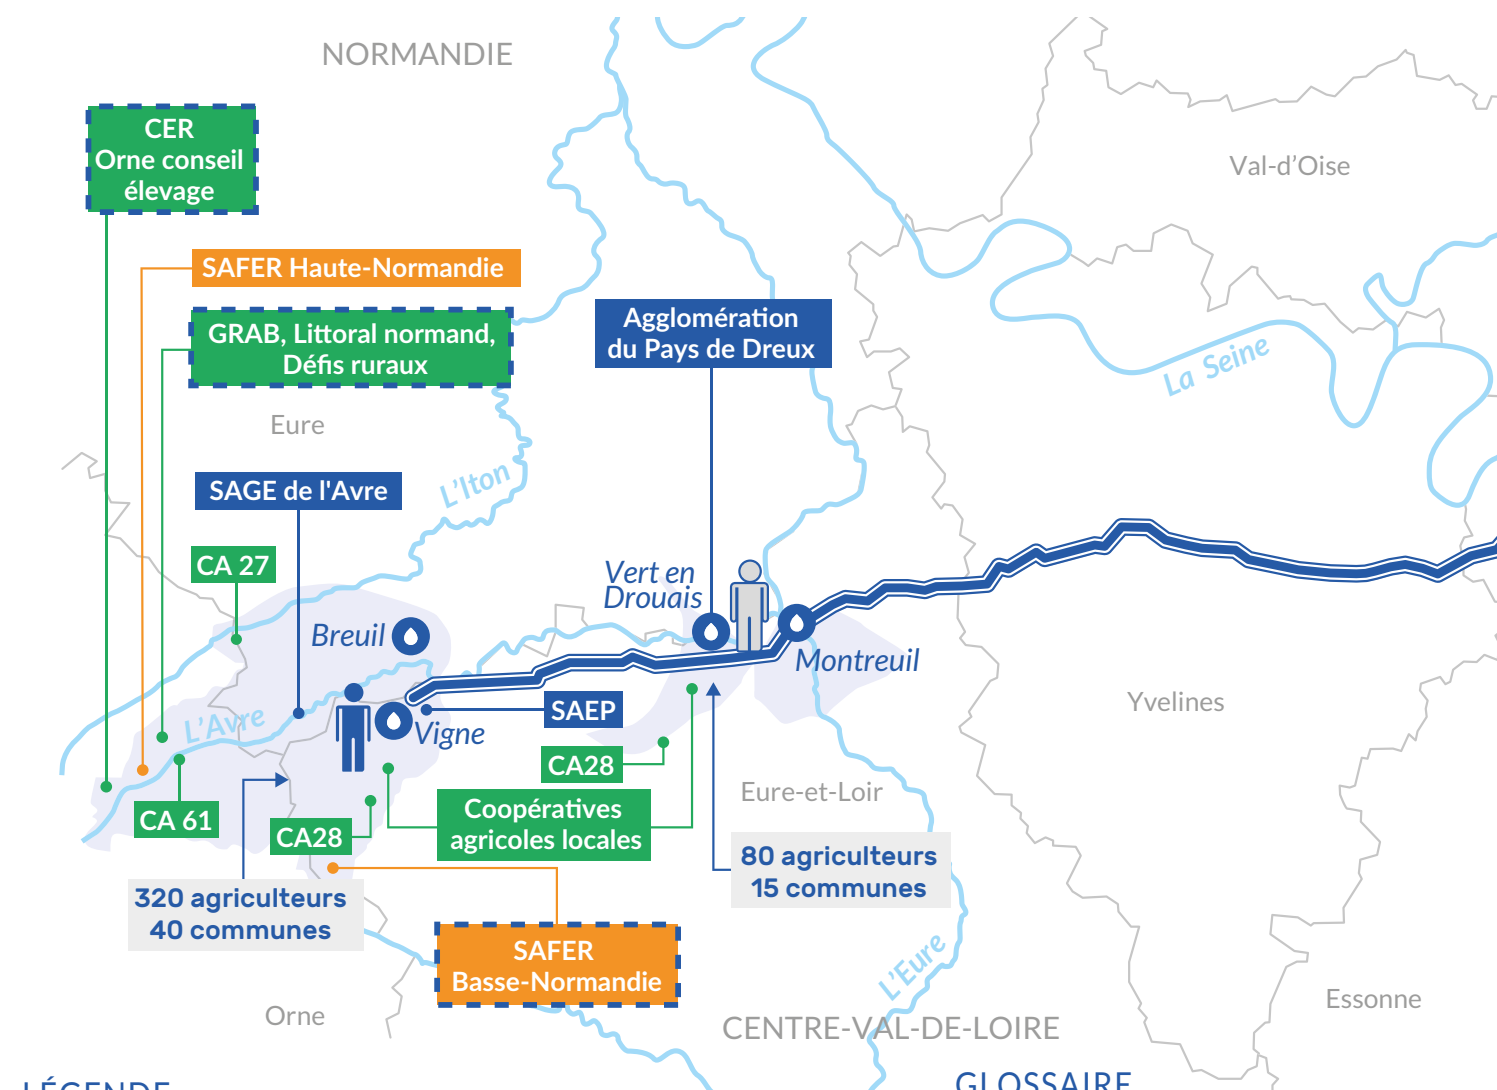 NORMANDIE
CER
Orne conseil
élevage
Val-d'Oise
SAFER Haute-Normandie
GRAB, Littoral normand,
Défis ruraux
Agglomération
du Pays de Dreux
La Seine
Eure
L'Iton
SAGE de l'Avre
CA 27
Vert en
Drouais
Breuil
Montreuil
L'Avre
Vigne
SAEP
Yvelines
CA28
Eure-et-Loir
CA 61
CA28
Coopératives
agricoles locales
80 agriculteurs
15 communes
320 agriculteurs
40 communes
SAFER
Basse-Normandie
L'Eure
Orne
CENTRE-VAL-DE-LOIRE
Essonne
LÉGENDE
GLOSSAIRE